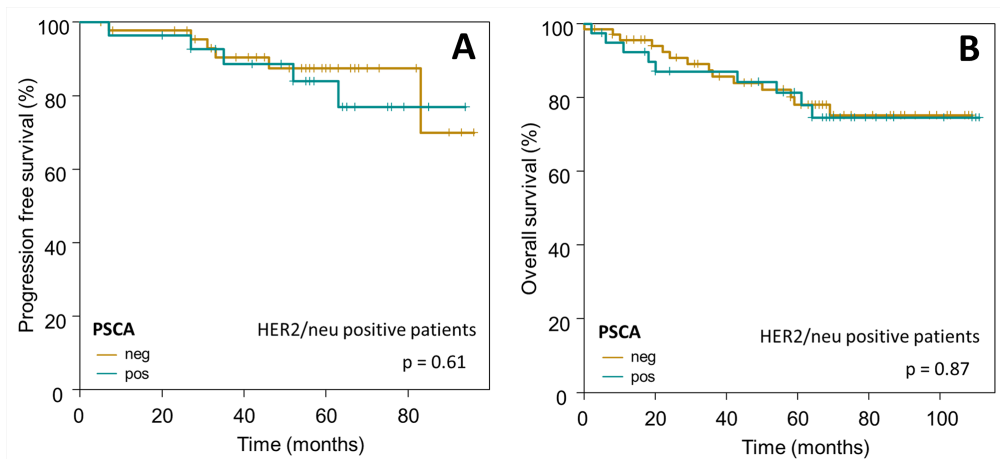 A
Progression free survival (%)
100
80
60
40
20
0
PSCA
neg
pos
HER2/neu positive patients
p = 0.61
0 20 40 60 80
Time (months)
B
Overall survival (%)
100
80
60
40
20
0
PSCA
neg
pos
HER2/neu positive patients
p = 0.87
0 20 40 60 80 100
Time (months)